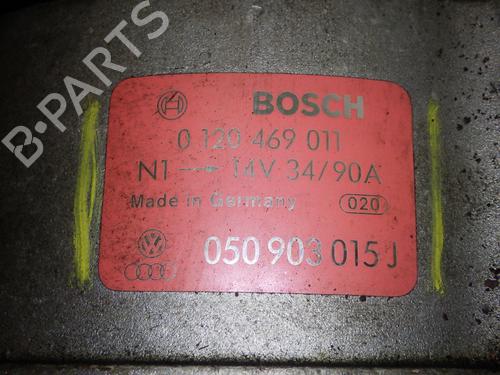 B-PARTS
BOSCH
0 120 469 011
N1 → 14V 34/90A
Made in Germany 020
050 903 015 J